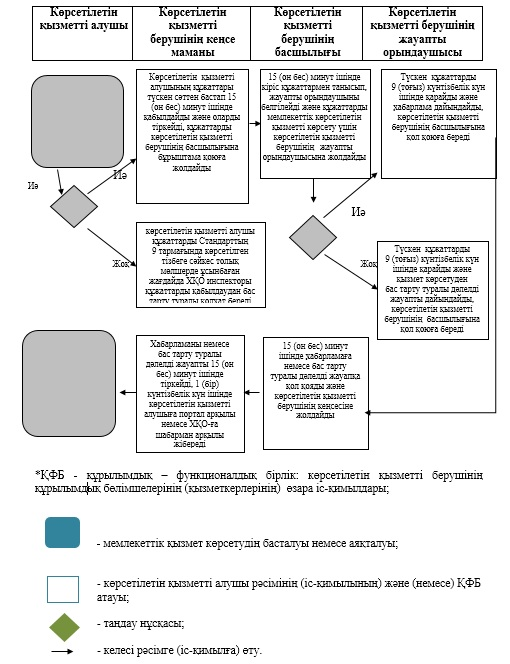 Көрсетілетін
қызметті алушы
Көрсетілетін
қызметті
берушінің кеңсе
маманы
Көрсетілетін
қызметті
берушінің
басшылығы
Көрсетілетін
қызметті берушінің
жауапты
орындаушысы
Көрсетілетін қызметті
алушының құжаттары
түскен сәттен бастап 15
(он бес) минут ішінде
қабылдайды және оларды
тіркейді, құжаттарды
көрсетілетін қызметті
берушінің басшылығына
бұрыштама қоюға
жолдайды
15 (он бес) минут ішінде
кіріс құжаттармен танысып,
жауапты орындаушыны
белгілейді және құжаттарды
мемлекеттік көрсетілетін
қызметті көрсету үшін
көрсетілетін қызметті
берушінің жауапты
орындаушысына жолдайды
Түскен құжаттарды
9 (тоғыз) күнтізбелік күн
ішінде қарайды және
хабарлама дайындайды,
көрсетілетін қызметті
берушінің басшылығына
қол қоюға береді
Иә
Иә
Иә
көрсетілетін қызметті алушы
құжаттарды Стандарттың
9 тармағында көрсетілген
тізбеге сәйкес толық
мөлшерде ұсынбаған
жағдайда ХҚО инспекторы
құжаттарды қабылдаудан бас
тарту туралы қолхат береді
Жоқ
Жоқ
Түскен құжаттарды
9 (тоғыз) күнтізбелік күн
ішінде қарайды және
қызмет көрсетуден
бас тарту туралы дәлелді
жауапты дайындайды,
көрсетілетін қызметті
берушінің басшылығына
қол қоюға береді
Хабарламаны немесе
бас тарту туралы
дәлелді жауапты 15 (он
бес) минут ішінде
тіркейді, 1 (бір)
күнтізбелік күн ішінде
көрсетілетін қызметті
алушыға портал арқылы
немесе ХҚО-ға
шабарман арқылы
жібереді
15 (он бес) минут
ішінде хабарламаға
немесе бас тарту
туралы дәлелді жауапқа
қол қояды және
көрсетілетін қызметті
берушінің кеңсесіне
жолдайды
*ҚФБ - құрылымдық – функционалдық бірлік: көрсетілетін қызметті берушінің
құрылымдық бөлімшелерінің (қызметкерлерінің) өзара іс-қимылдары;
- мемлекеттік қызмет көрсетудің басталуы немесе аяқталуы;
- көрсетілетін қызметті алушы рәсімінің (іс-қимылының) және (немесе) ҚФБ
атауы;
- таңдау нұсқасы;
- келесі рәсімге (іс-қимылға) өту.